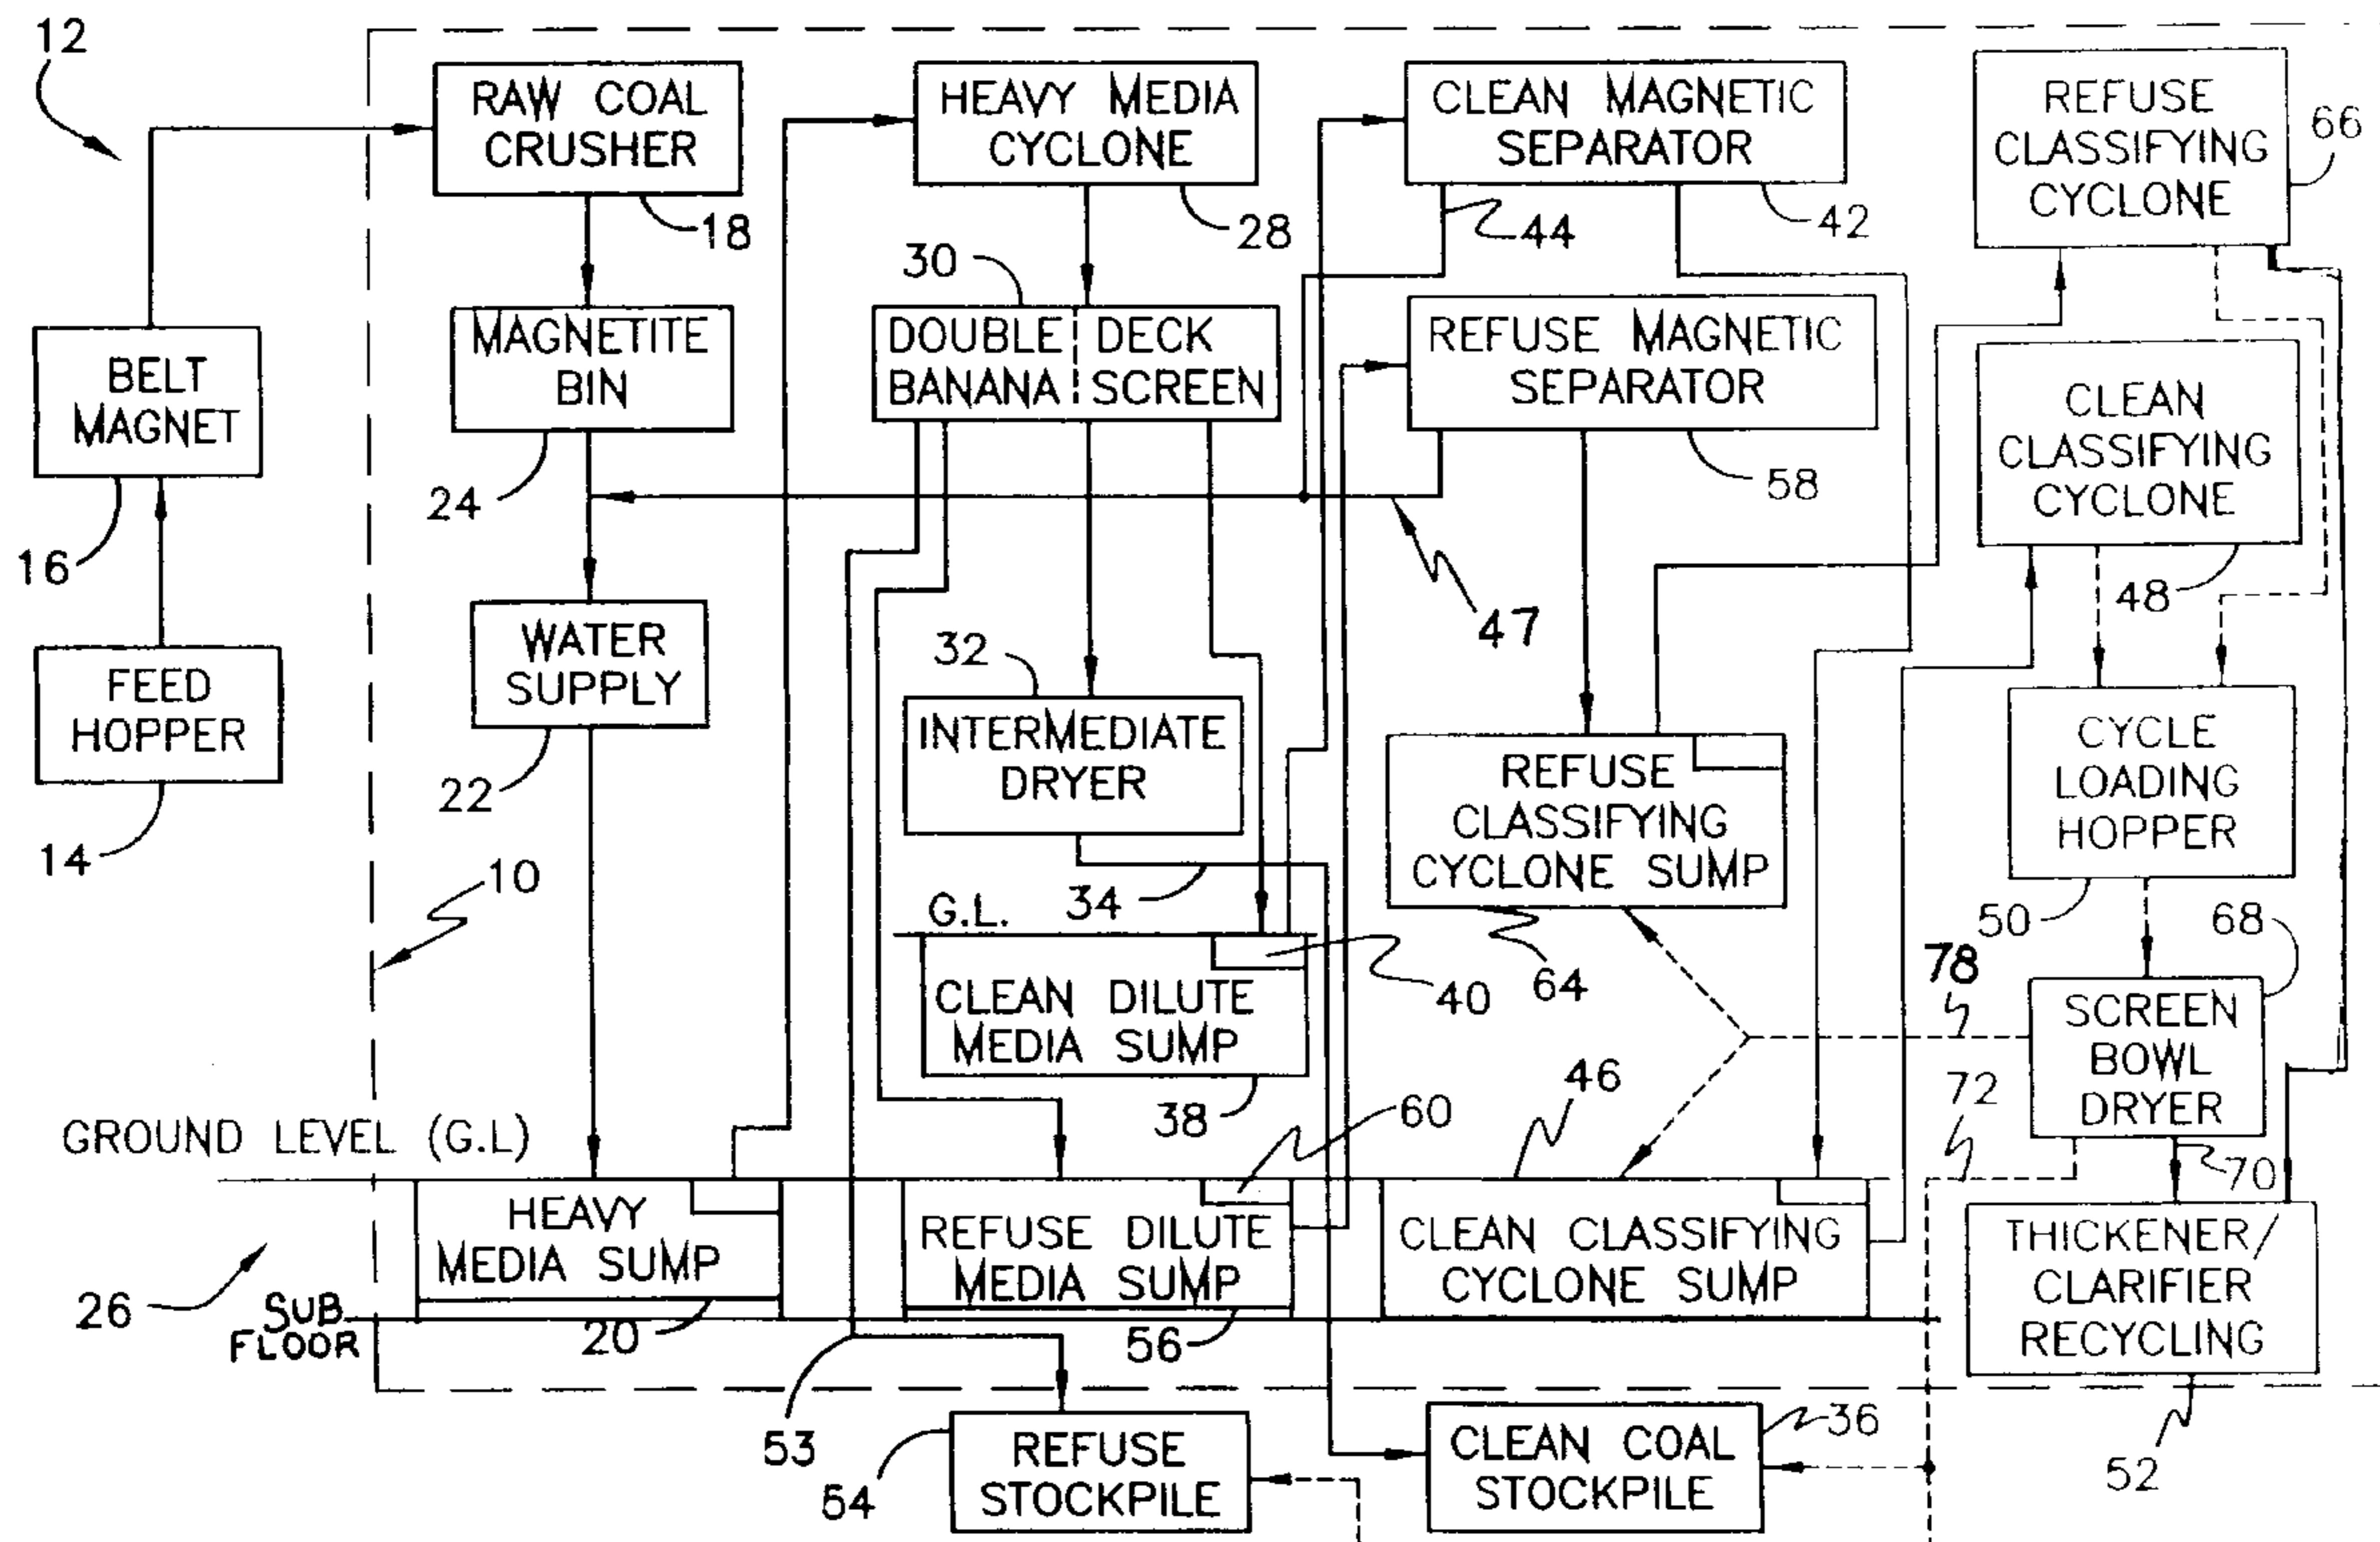 12
RAW COAL
CRUSHER
18
HEAVY MEDIA
CYCLONE
28
CLEAN MAGNETIC
SEPARATOR
44
42
REFUSE
CLASSIFYING
CYCLONE
66
BELT
MAGNET
16
MAGNETITE
BIN
24
30
DOUBLE DECK
BANANA SCREEN
REFUSE MAGNETIC
SEPARATOR
58
47
CLEAN
CLASSIFYING
CYCLONE
48
FEED
HOPPER
14
WATER
SUPPLY
22
32
INTERMEDIATE
DRYER
34
REFUSE
CLASSIFYING
CYCLONE SUMP
64
CYCLE
LOADING
HOPPER
50
10
G.L.
40
CLEAN DILUTE
MEDIA SUMP
38
78
68
SCREEN
BOWL
DRYER
72
70
GROUND LEVEL (G.L)
46
60
HEAVY
MEDIA SUMP
20
REFUSE DILUTE
MEDIA SUMP
56
CLEAN CLASSIFYING
CYCLONE SUMP
THICKENER/
CLARIFIER
RECYCLING
52
26
SUB
FLOOR
53
54
REFUSE
STOCKPILE
CLEAN COAL
STOCKPILE
36